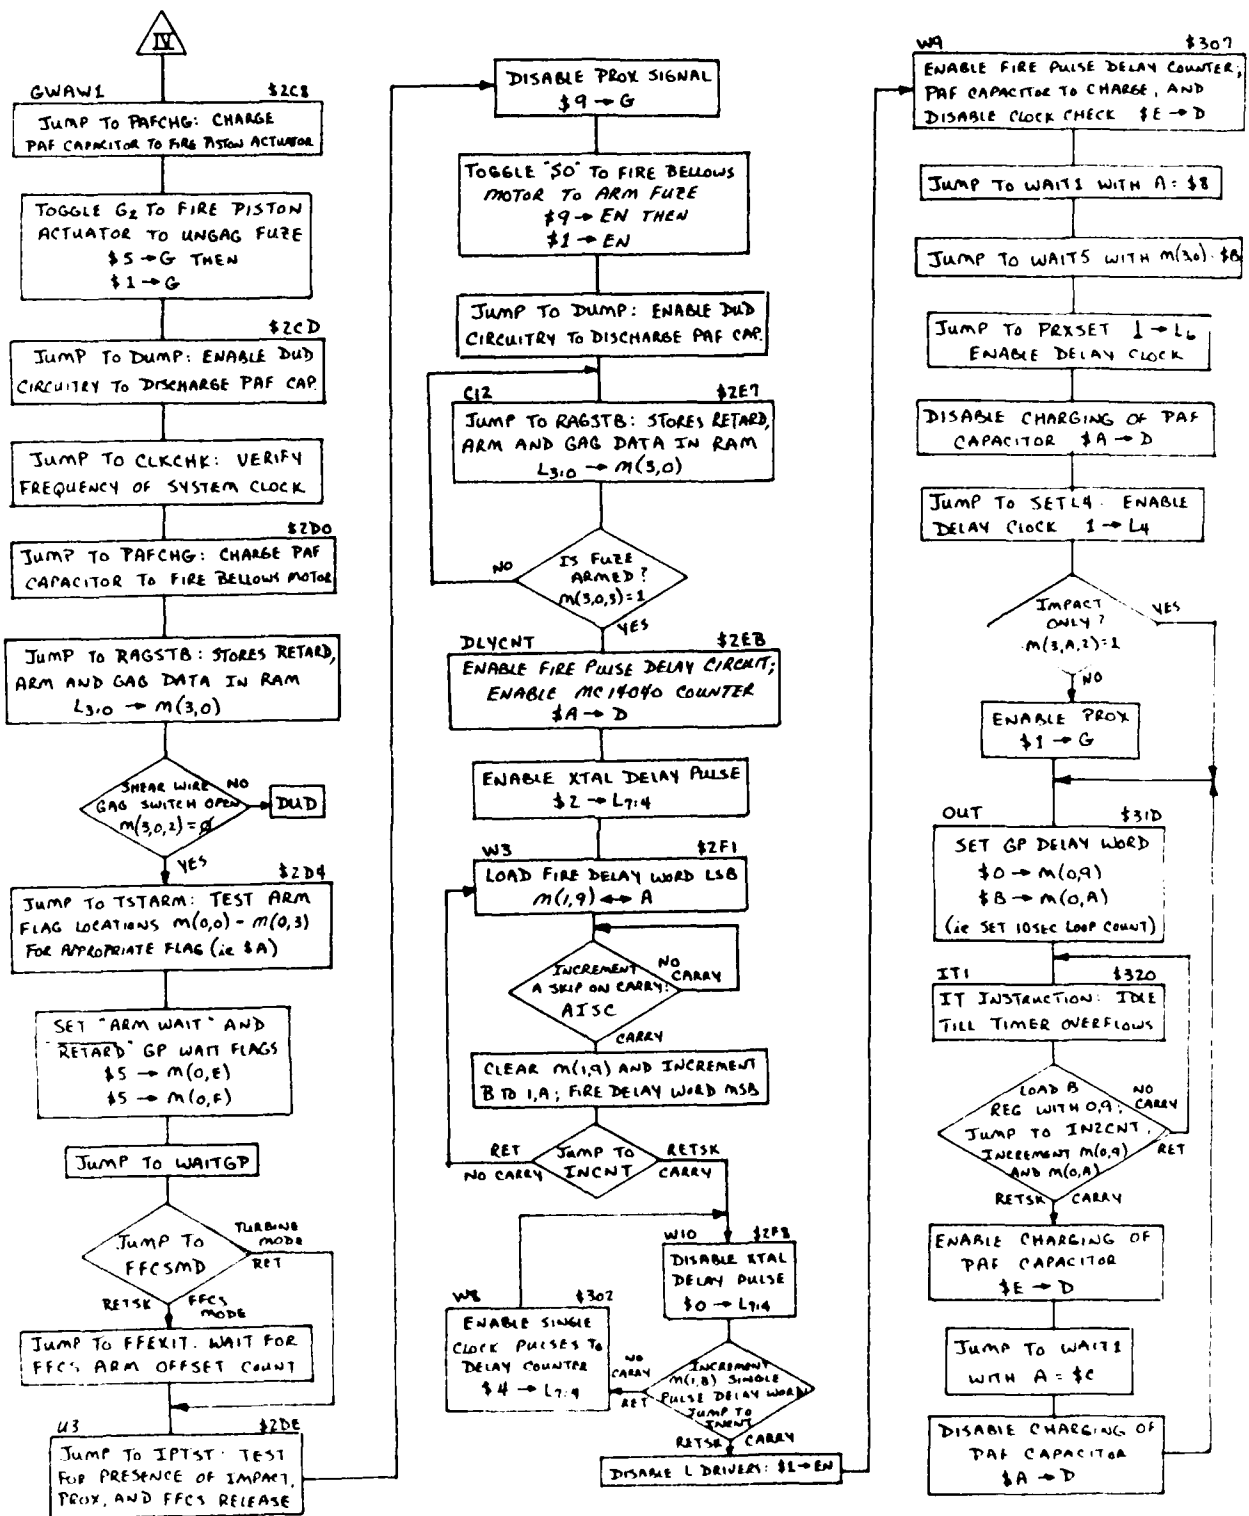 IV
GWAW1 $2C8
JUMP TO PAFCHG: CHARGE
PAF CAPACITOR TO FIRE PISTON ACTUATOR
TOGGLE G2 TO FIRE PISTON
ACTUATOR TO UNGAG FUZE
$5 → G THEN
$1 → G
$2CD
JUMP TO DUMP: ENABLE DUD
CIRCUITRY TO DISCHARGE PAF CAP.
JUMP TO CLKCHK: VERIFY
FREQUENCY OF SYSTEM CLOCK
$2D0
JUMP TO PAFCHG: CHARGE PAF
CAPACITOR TO FIRE BELLOWS MOTOR
JUMP TO RAGSTB: STORES RETARD,
ARM AND GAG DATA IN RAM
L3:0 → M(3,0)
SHEAR WIRE
GAG SWITCH OPEN
M(3,0,2) = Ø
NO
DUD
YES
$2D4
JUMP TO TSTARM: TEST ARM
FLAG LOCATIONS M(0,0) - M(0,3)
FOR APPROPRIATE FLAG (ie $A)
SET "ARM WAIT" AND
"RETARD" GP WAIT FLAGS
$5 → M(0,E)
$5 → M(0,F)
JUMP TO WAITGP
JUMP TO
FFCSMD
TURBINE
MODE
RET
RETSK
FFCS
MODE
JUMP TO FFEXIT. WAIT FOR
FFCS ARM OFFSET COUNT
U3 $2DE
JUMP TO IPTST: TEST
FOR PRESENCE OF IMPACT,
PROX, AND FFCS RELEASE
DISABLE PROX SIGNAL
$9 → G
TOGGLE "SO" TO FIRE BELLOWS
MOTOR TO ARM FUZE
$9 → EN THEN
$1 → EN
JUMP TO DUMP: ENABLE DUD
CIRCUITRY TO DISCHARGE PAF CAP.
C12 $2E7
JUMP TO RAGSTB: STORES RETARD,
ARM AND GAG DATA IN RAM
L3:0 → M(3,0)
IS FUZE
ARMED?
M(3,0,3)=1
NO
YES
DLYCNT $2EB
ENABLE FIRE PULSE DELAY CIRCUIT;
ENABLE MC14040 COUNTER
$A → D
ENABLE XTAL DELAY PULSE
$2 → L7:4
W3 $2F1
LOAD FIRE DELAY WORD LSB
M(1,9) ↔ A
INCREMENT
A SKIP ON CARRY:
AISC
NO
CARRY
CARRY
CLEAR M(1,9) AND INCREMENT
B TO 1,A; FIRE DELAY WORD MSB
JUMP TO
INCNT
RET
NO CARRY
RETSK
CARRY
W10 $2F8
DISABLE XTAL
DELAY PULSE
$0 → L7:4
W8 $302
ENABLE SINGLE
CLOCK PULSES TO
DELAY COUNTER
$4 → L7:4
INCREMENT
M(1,B) SINGLE
PULSE DELAY WORD
JUMP TO
INCNT
NO
CARRY
RET
RETSK CARRY
DISABLE L DRIVERS: $1 → EN
W9 $307
ENABLE FIRE PULSE DELAY COUNTER;
PAF CAPACITOR TO CHARGE, AND
DISABLE CLOCK CHECK $E → D
JUMP TO WAIT1 WITH A = $8
JUMP TO WAIT5 WITH M(3,0) · $B
JUMP TO PRXSET 1 → L6
ENABLE DELAY CLOCK
DISABLE CHARGING OF PAF
CAPACITOR $A → D
JUMP TO SETL4. ENABLE
DELAY CLOCK 1 → L4
IMPACT
ONLY?
M(3,A,2)=1
YES
NO
ENABLE PROX
$1 → G
OUT $31D
SET GP DELAY WORD
$0 → M(0,9)
$B → M(0,A)
(ie SET 10SEC LOOP COUNT)
IT1 $320
IT INSTRUCTION: IDLE
TILL TIMER OVERFLOWS
LOAD B
REG WITH 0,9;
JUMP TO IN2CNT,
INCREMENT M(0,9)
AND M(0,A)
NO
CARRY
RET
RETSK CARRY
ENABLE CHARGING OF
PAF CAPACITOR
$E → D
JUMP TO WAIT1
WITH A = $C
DISABLE CHARGING OF
PAF CAPACITOR
$A → D